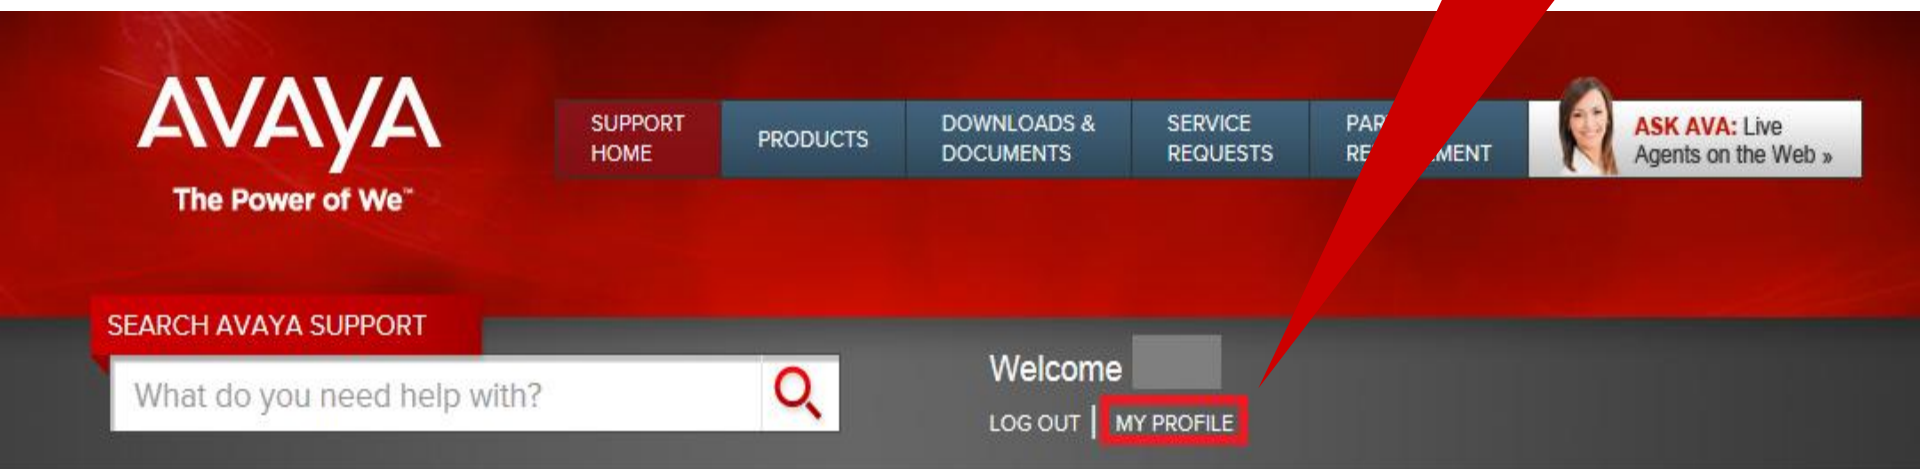 AVAYA
The Power of We™
SUPPORT
HOME
PRODUCTS
DOWNLOADS &
DOCUMENTS
SERVICE
REQUESTS
ASK AVA: Live
Agents on the Web »
SEARCH AVAYA SUPPORT
What do you need help with?
Welcome
LOG OUT | MY PROFILE